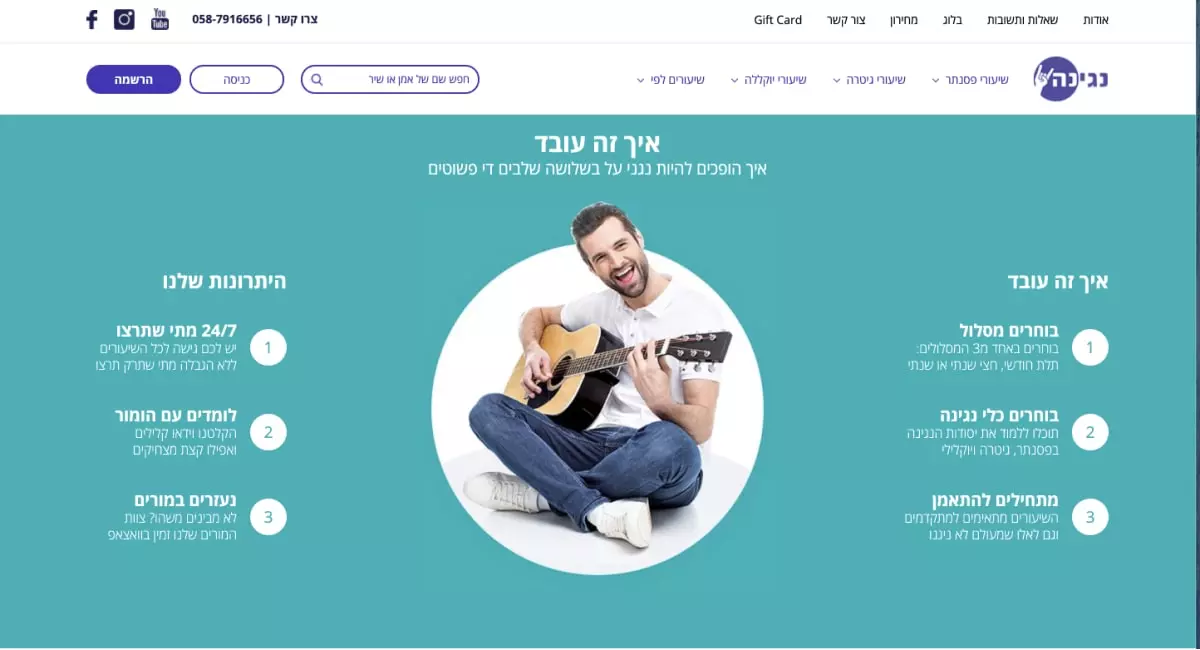 אודות
שאלות ותשובות
בלוג
מחירון
צור קשר
Gift Card
צרו קשר | 058-7916656
You
Tube
נגינה
שיעורי פסנתר
שיעורי גיטרה
שיעורי יוקללה
שיעורים לפי
חפש שם של אמן או שיר
כניסה
הרשמה
איך זה עובד
איך הופכים להיות נגני על בשלושה שלבים די פשוטים
איך זה עובד
1
בוחרים מסלול
בוחרים באחד מ3 המסלולים:
תלת חודשי, חצי שנתי או שנתי
2
בוחרים כלי נגינה
תוכלו ללמוד את יסודות הנגינה
בפסנתר, גיטרה ויוקלילי
3
מתחילים להתאמן
השיעורים מתאימים למתקדמים
וגם לאלו שמעולם לא ניגנו
היתרונות שלנו
1
24/7 מתי שתרצו
יש לכם גישה לכל השיעורים
ללא הגבלה מתי שתרק תרצו
2
לומדים עם הומור
הקלטנו וידאו קלילים
ואפילו קצת מצחיקים
3
נעזרים במורים
לא מבינים משהו? צוות
המורים שלנו זמין בוואצאפ